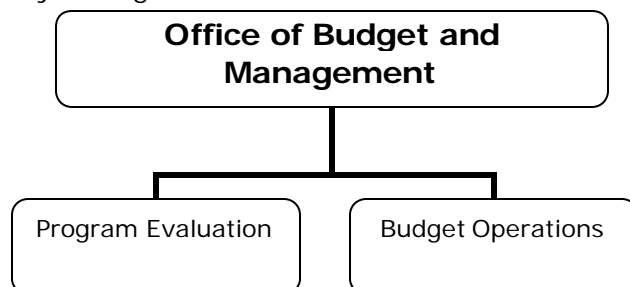 Office of Budget and
Management
Program Evaluation
Budget Operations